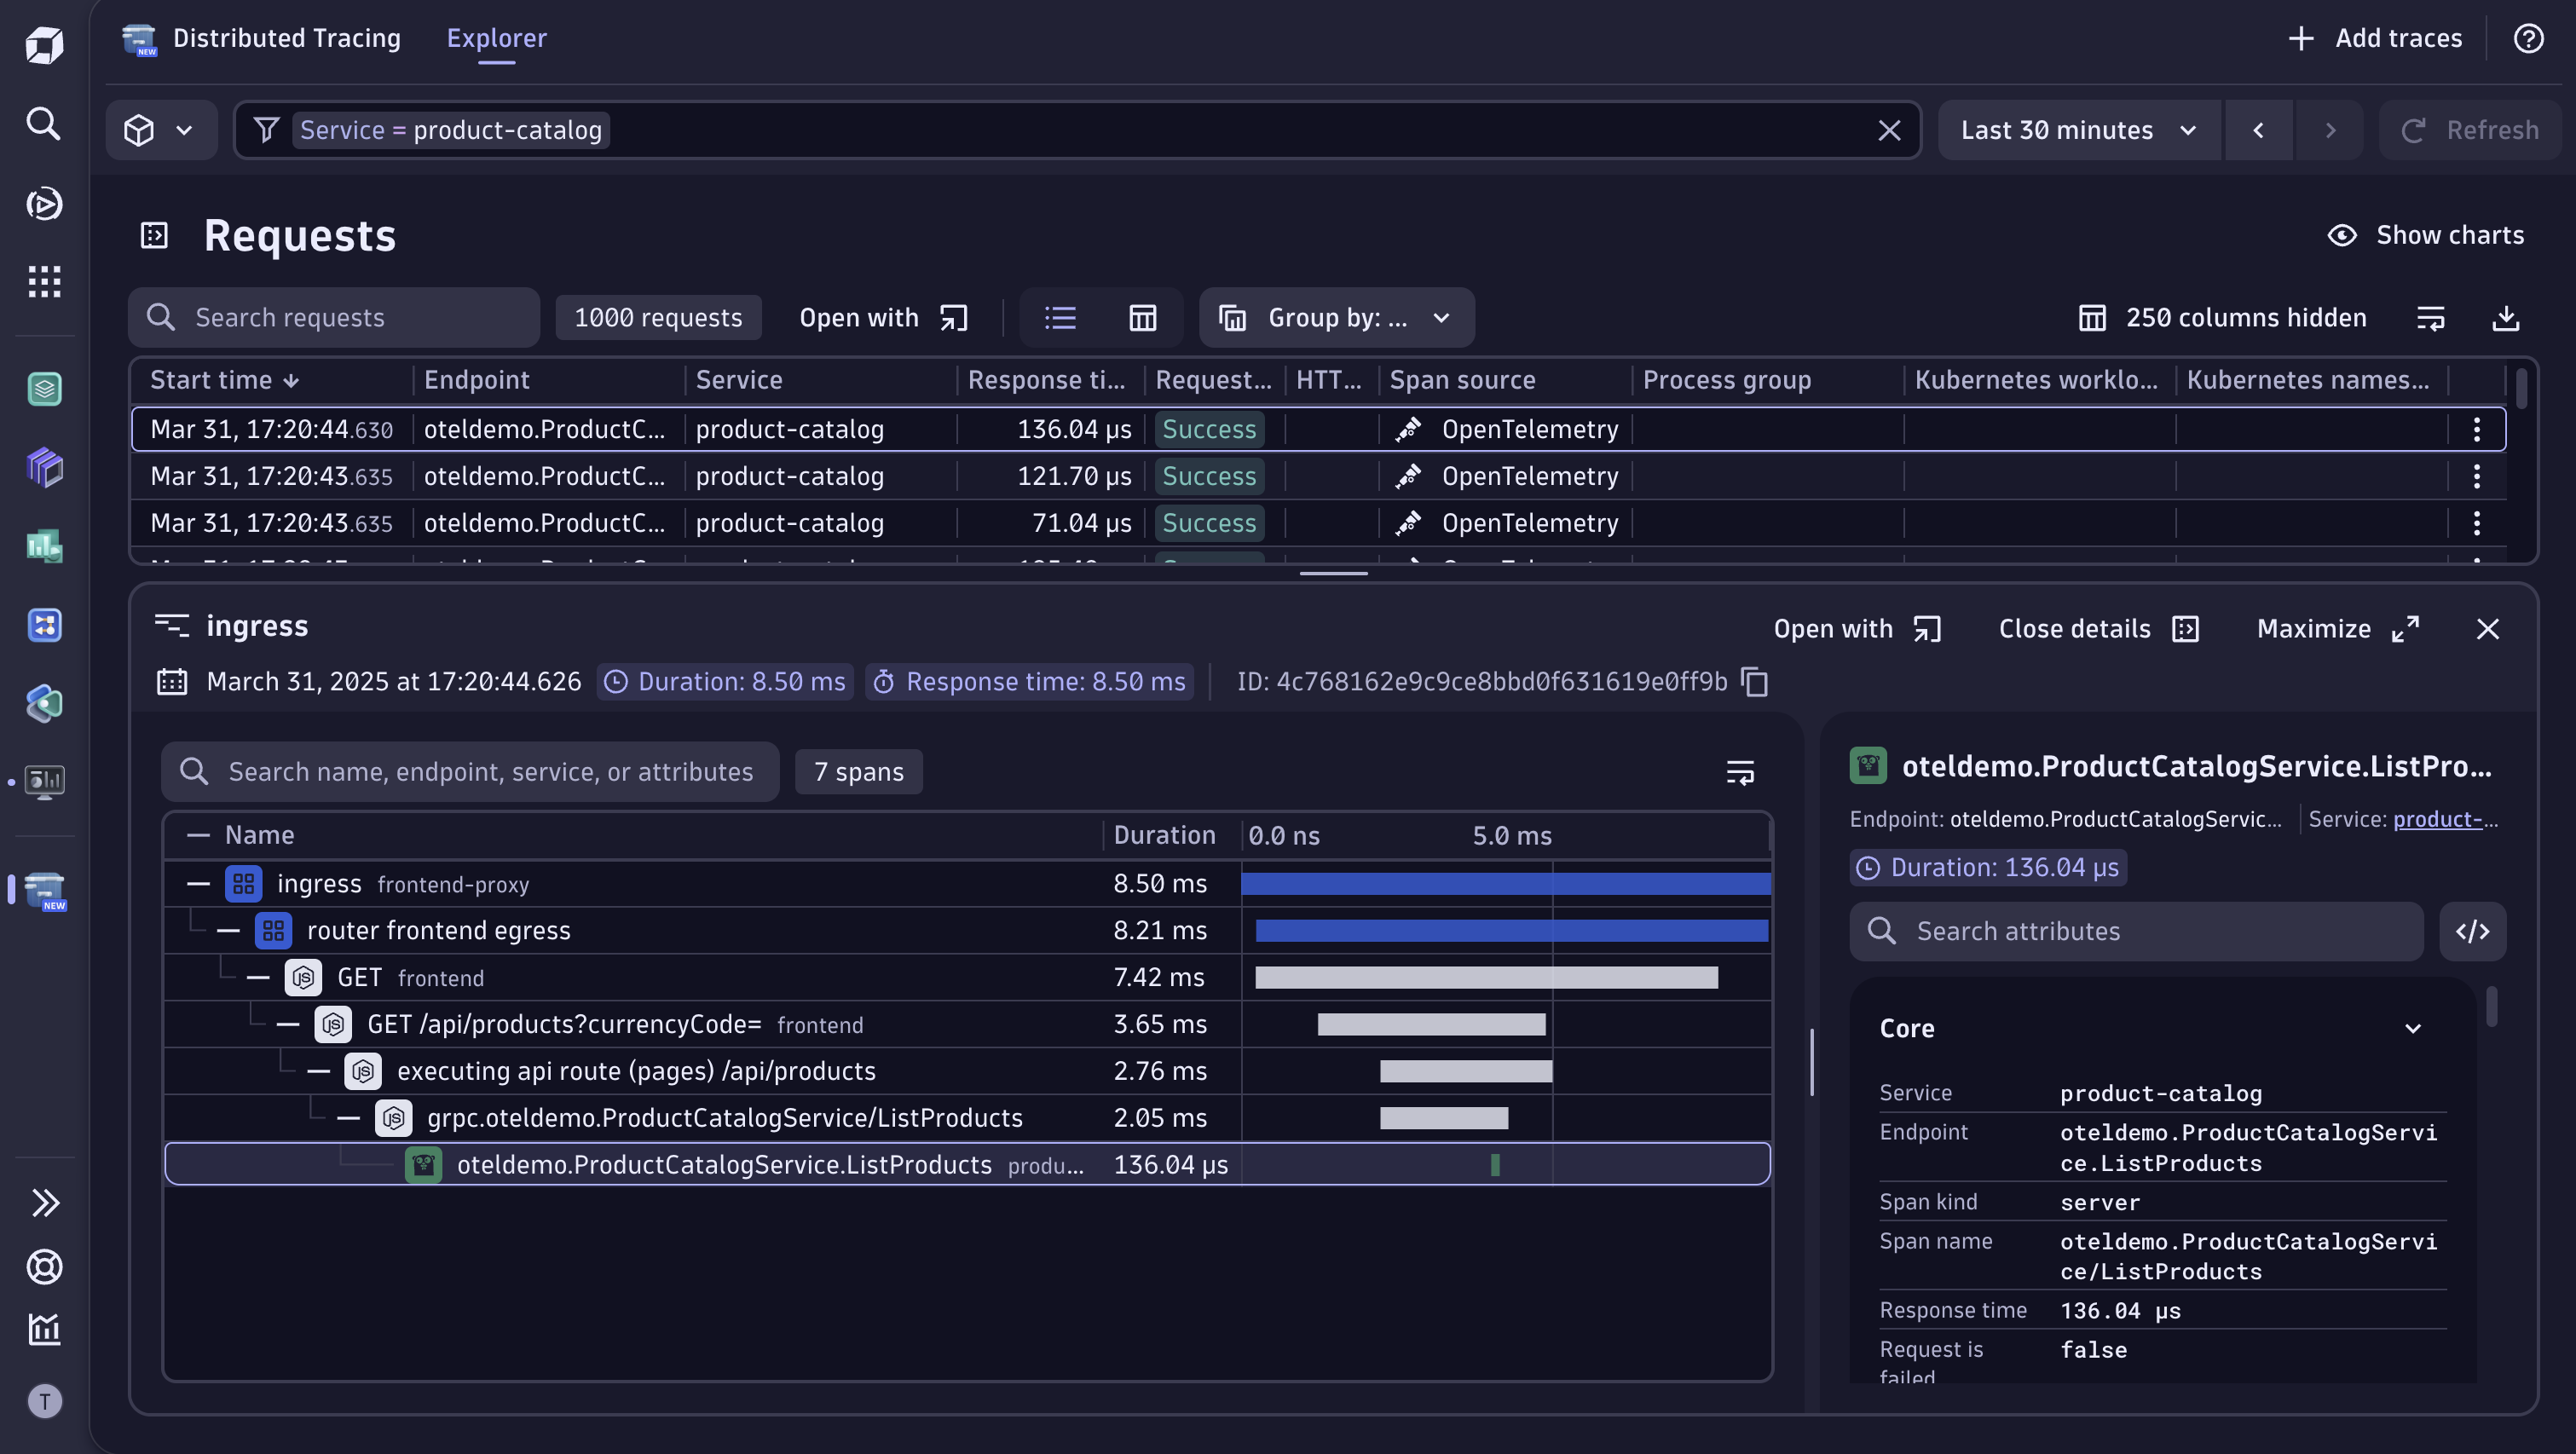 Distributed Tracing
Explorer
Add traces
NEW
Service = product-catalog
Last 30 minutes
Refresh
Requests
Show charts
Search requests
1000 requests
Open with
Group by: ...
250 columns hidden
Start time Endpoint Service Response ti... Request... HTT... Span source Process group Kubernetes worklo... Kubernetes names...
Mar 31, 17:20:44.630 oteldemo.ProductC... product-catalog 136.04 µs Success OpenTelemetry
Mar 31, 17:20:43.635 oteldemo.ProductC... product-catalog 121.70 µs Success OpenTelemetry
Mar 31, 17:20:43.635 oteldemo.ProductC... product-catalog 71.04 µs Success OpenTelemetry
ingress
Open with
Close details
Maximize
March 31, 2025 at 17:20:44.626 Duration: 8.50 ms Response time: 8.50 ms ID: 4c768162e9c9ce8bbd0f631619e0ff9b
Search name, endpoint, service, or attributes
7 spans
Name Duration 0.0 ns 5.0 ms
ingress frontend-proxy 8.50 ms
router frontend egress 8.21 ms
GET frontend 7.42 ms
GET /api/products?currencyCode= frontend 3.65 ms
executing api route (pages) /api/products 2.76 ms
grpc.oteldemo.ProductCatalogService/ListProducts 2.05 ms
oteldemo.ProductCatalogService.ListProducts produ... 136.04 µs
oteldemo.ProductCatalogService.ListPro...
Endpoint: oteldemo.ProductCatalogServic... Service: product-...
Duration: 136.04 µs
Search attributes
</>
Core
Service product-catalog
Endpoint oteldemo.ProductCatalogServi
ce.ListProducts
Span kind server
Span name oteldemo.ProductCatalogServi
ce/ListProducts
Response time 136.04 µs
Request is false
failed
NEW
T